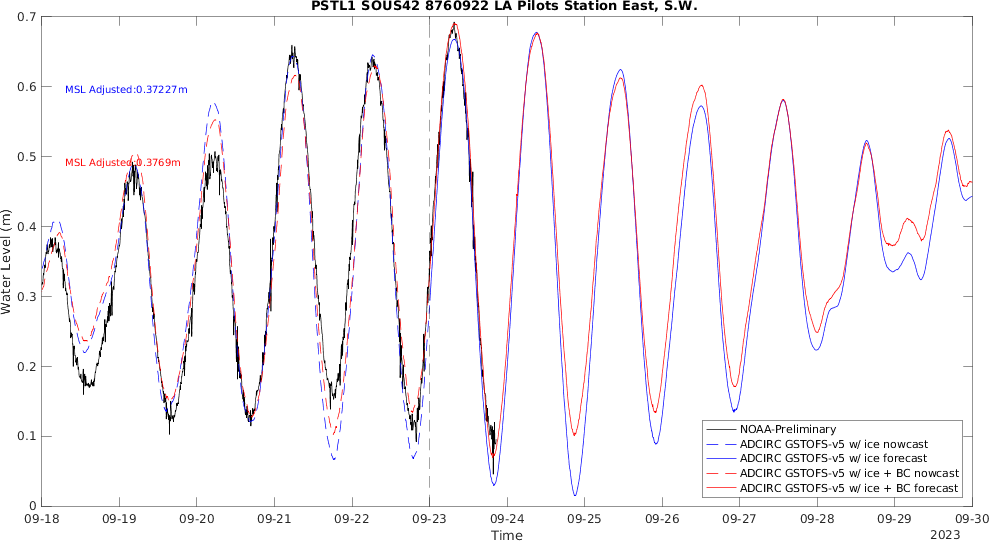 PSTL1 SOUS42 8760922 LA Pilots Station East, S.W.
0.7
0.6
0.5
0.4
0.3
0.2
0.1
0
Water Level (m)
MSL Adjusted:0.37227m
MSL Adjusted:0.3769m
NOAA-Preliminary
ADCIRC GSTOFS-v5 w/ ice nowcast
ADCIRC GSTOFS-v5 w/ ice forecast
ADCIRC GSTOFS-v5 w/ ice + BC nowcast
ADCIRC GSTOFS-v5 w/ ice + BC forecast
09-18 09-19 09-20 09-21 09-22 09-23 09-24 09-25 09-26 09-27 09-28 09-29 09-30
Time
2023